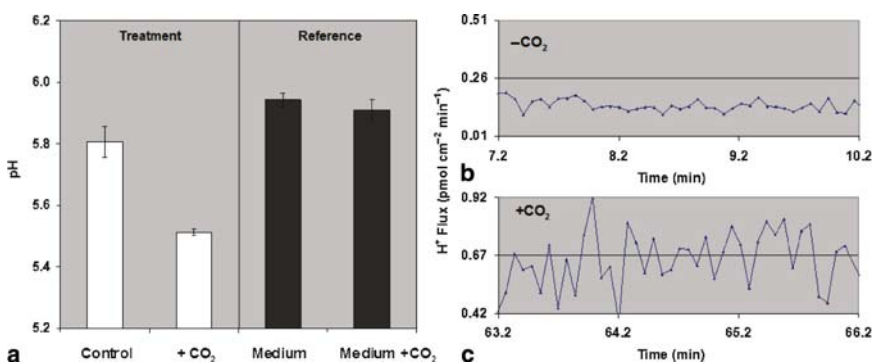 6.2
6.0
5.8
5.5
5.4
5.2
pH
Treatment
Reference
Control
+ CO₂
Medium
Medium +CO₂
a
0.51
0.26
0.01
–CO₂
7.2
8.2
9.2
10.2
Time (min)
b
H⁺ Flux (pmol cm⁻² min⁻¹)
0.92
0.67
0.42
+CO₂
63.2
64.2
65.2
66.2
Time (min)
c